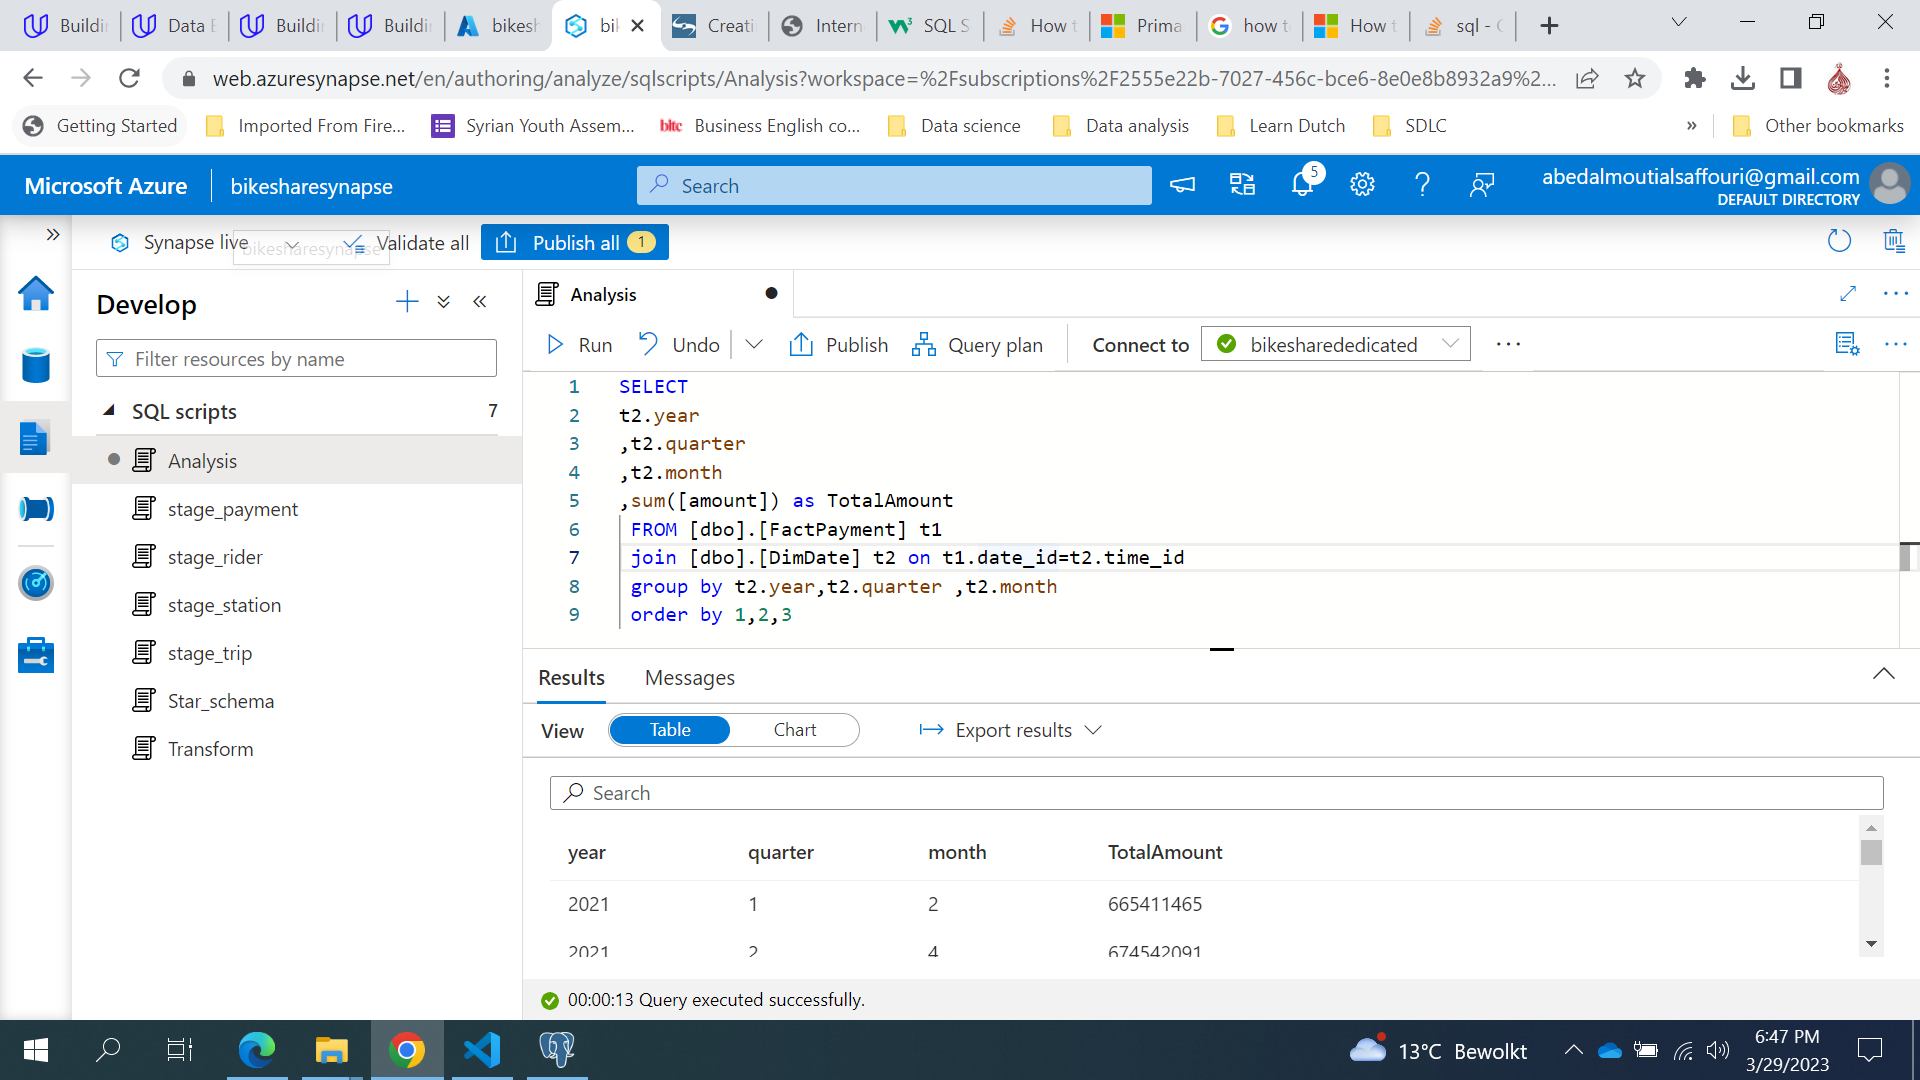 Buildin
Data E
Buildin
Buildin
bikesh
bik
Creatin
Intern
SQL S
How t
Prima
how to
How t
sql - C
web.azuresynapse.net/en/authoring/analyze/sqlscripts/Analysis?workspace=%2Fsubscriptions%2F2555e22b-7027-456c-bce6-8e0e8b8932a9%2...
Getting Started
Imported From Fire...
Syrian Youth Assem...
bitc
Business English co...
Data science
Data analysis
Learn Dutch
SDLC
»
Other bookmarks
Microsoft Azure
bikesharesynapse
Search
5
abedalmoutialsaffouri@gmail.com
DEFAULT DIRECTORY
Synapse live
bikesharesynapse
Validate all
Publish all
1
Develop
Filter resources by name
SQL scripts
7
Analysis
stage_payment
stage_rider
stage_station
stage_trip
Star_schema
Transform
Analysis
Run
Undo
Publish
Query plan
Connect to
bikesharededicated
1 SELECT
2 t2.year
3 ,t2.quarter
4 ,t2.month
5 ,sum([amount]) as TotalAmount
6 FROM [dbo].[FactPayment] t1
7 join [dbo].[DimDate] t2 on t1.date_id=t2.time_id
8 group by t2.year,t2.quarter ,t2.month
9 order by 1,2,3
Results
Messages
View
Table
Chart
Export results
Search
year quarter month TotalAmount
2021 1 2 665411465
2021 2 4 674542091
00:00:13 Query executed successfully.
13°C Bewolkt
6:47 PM
3/29/2023